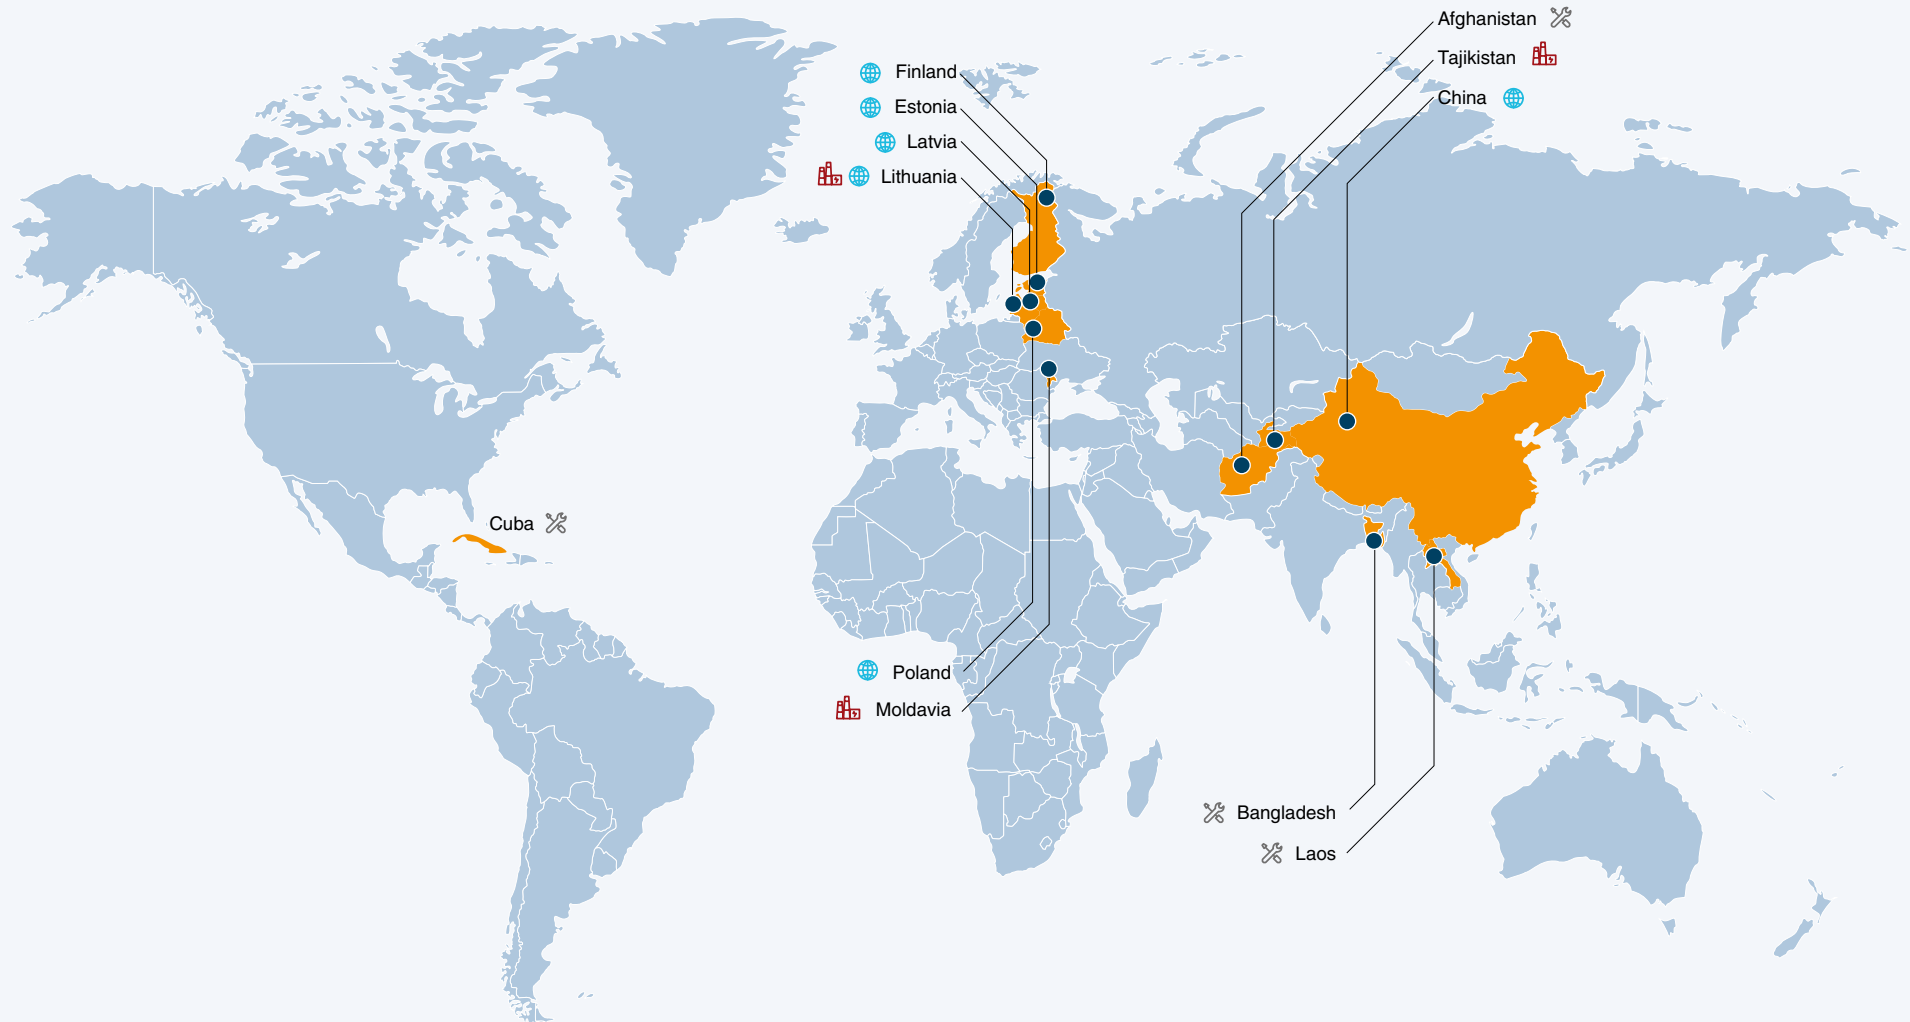 Afghanistan
Tajikistan
China
Finland
Estonia
Latvia
Lithuania
Cuba
Poland
Moldavia
Bangladesh
Laos